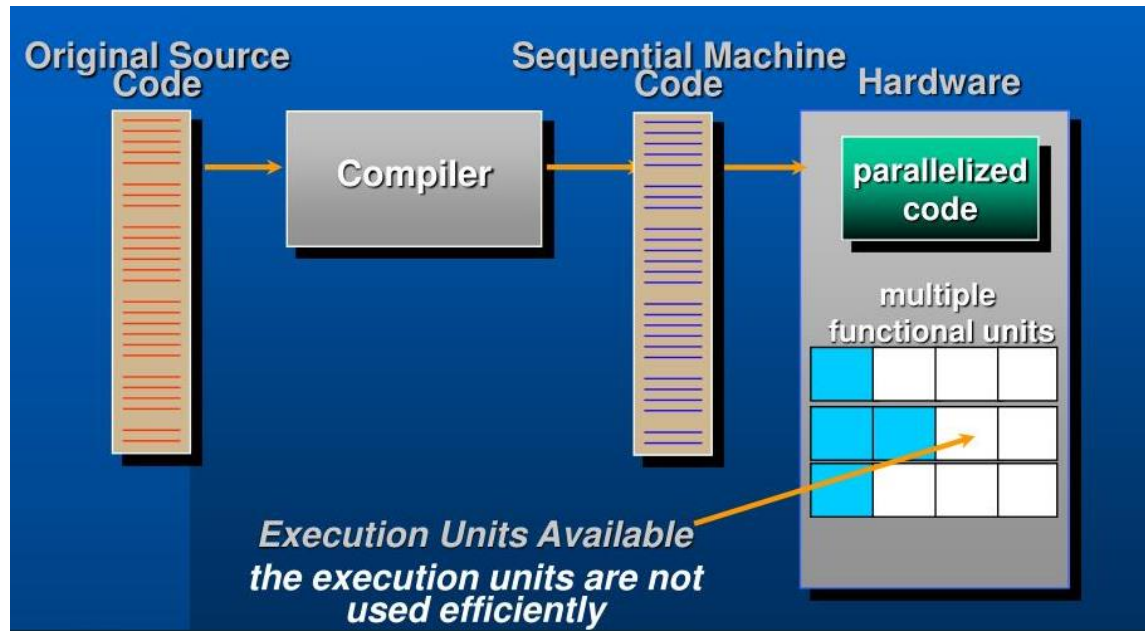 Original Source
Code
Sequential Machine
Code
Hardware
Compiler
parallelized
code
multiple
functional units
Execution Units Available
the execution units are not
used efficiently